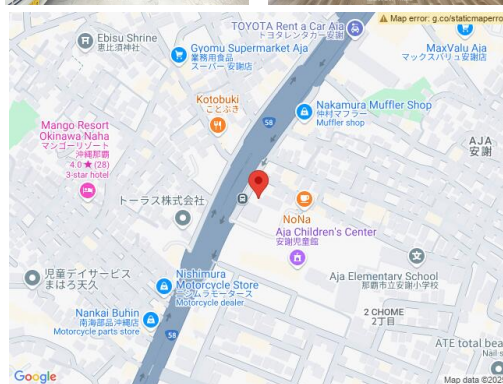 Map error: g.co/staticmaperro
TOYOTA Rent a Car Aja
トヨタレンタカー安謝
Ebisu Shrine
恵比須神社
Gyomu Supermarket Aja
業務用食品
スーパー 安謝店
MaxValu Aja
マックスバリュ安謝店
58
Kotobuki
ことぶき
Nakamura Muffler Shop
仲村マフラー
Muffler shop
Mango Resort
Okinawa Naha
マンゴーリゾート
沖縄那覇
4.0★(28)
3-star hotel
AJA
安謝
トーラス株式会社
NoNa
Aja Children's Center
安謝児童館
児童デイサービス
まはろ天久
Nishimura
Motorcycle Store
ニシムラモータース
Motorcycle dealer
Aja Elementary School
那覇市立安謝小学校
Nankai Buhin
南海部品沖縄店
Motorcycle parts store
58
2 CHOME
2丁目
ATE total bea
Nail s
Google
Map data ©202